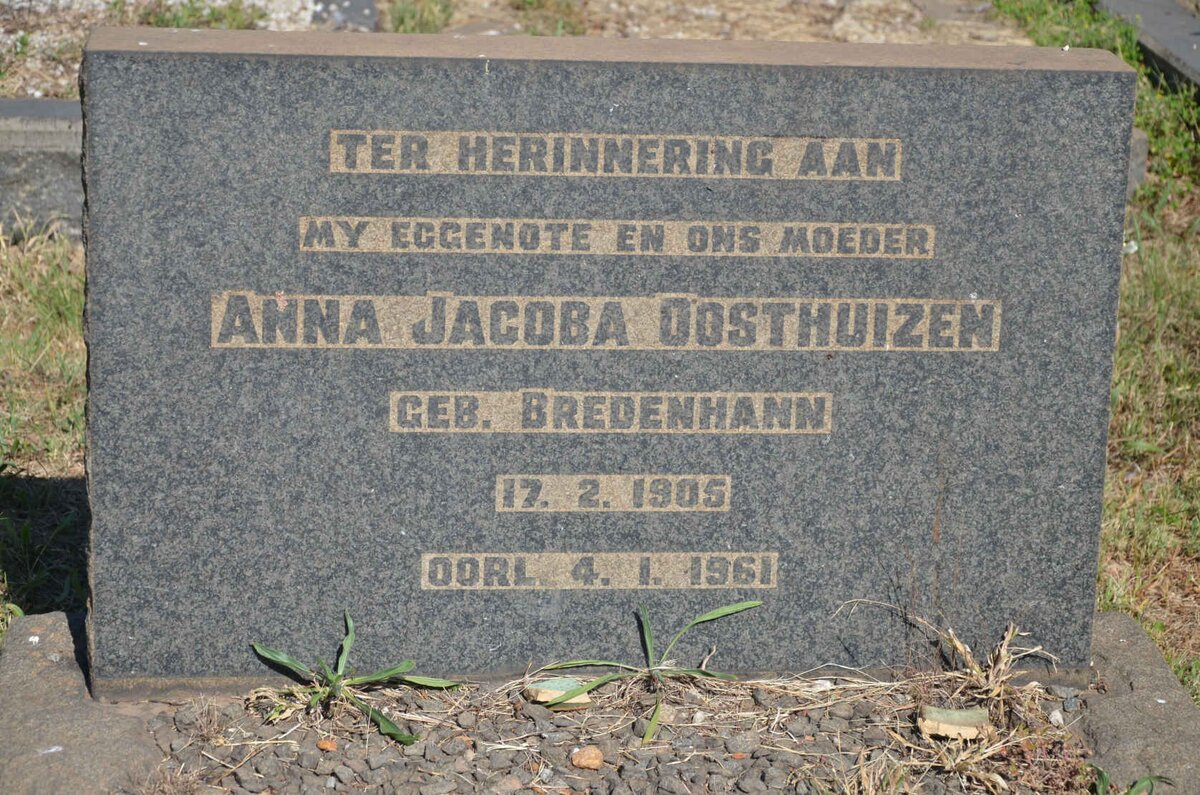 TER HERINNERING AAN
MY EGGENOTE EN ONS MOEDER
ANNA JACOBA OOSTHUIZEN
GEB. BREDENHANN
17. 2. 1905
OORL. 4. 1. 1961